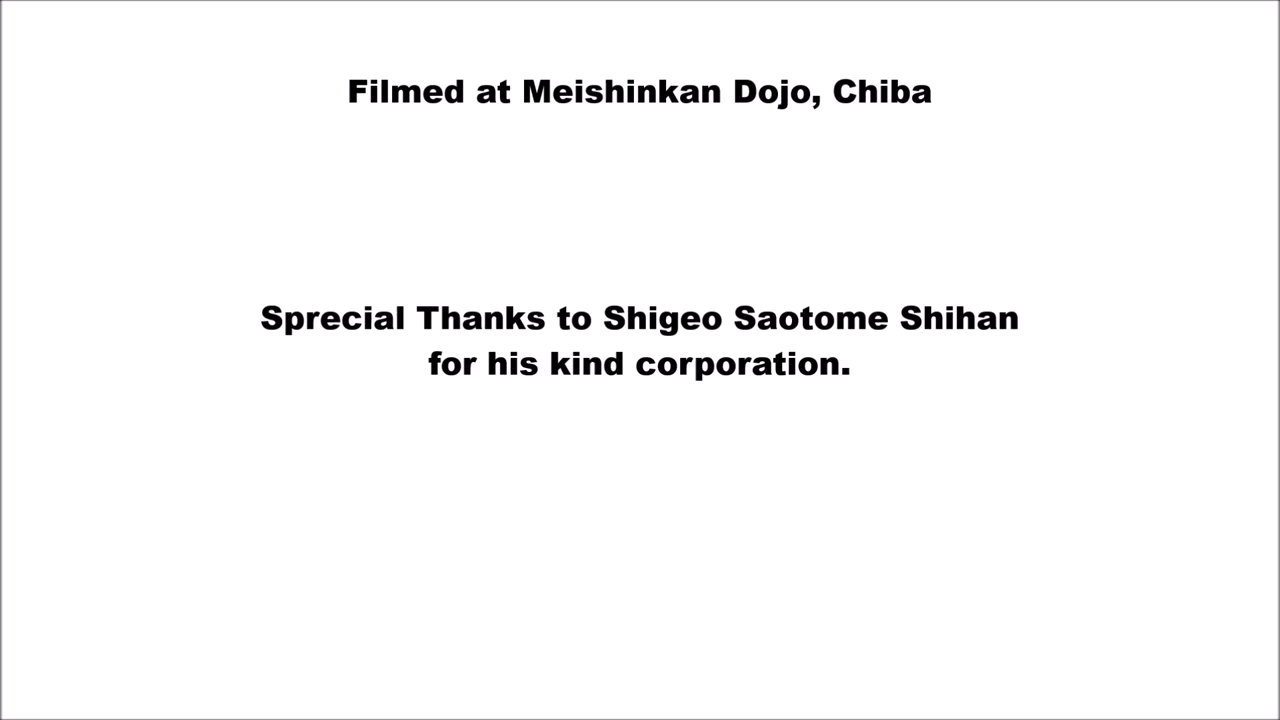 Filmed at Meishinkan Dojo, Chiba
Sprecial Thanks to Shigeo Saotome Shihan
for his kind corporation.